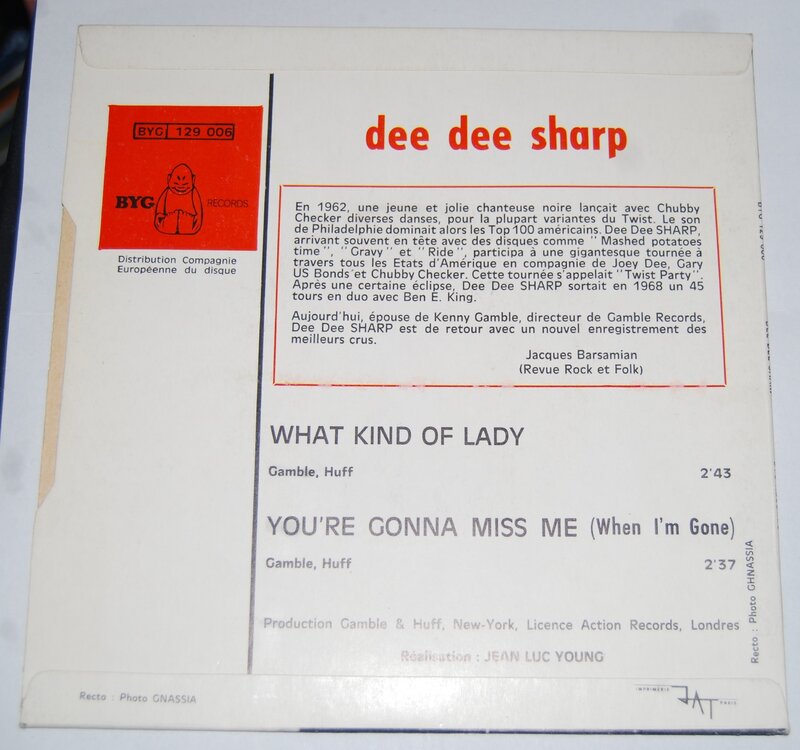 BYG 129 006
BYG RECORDS
Distribution Compagnie
Européenne du disque
dee dee sharp
En 1962, une jeune et jolie chanteuse noire lançait avec Chubby
Checker diverses danses, pour la plupart variantes du Twist. Le son
de Philadelphie dominait alors les Top 100 américains. Dee Dee SHARP,
arrivant souvent en tête avec des disques comme " Mashed potatoes
time ", " Gravy " et " Ride ", participa à une gigantesque tournée à
travers tous les Etats d'Amérique en compagnie de Joey Dee, Gary
US Bonds et Chubby Checker. Cette tournée s'appelait " Twist Party ".
Après une certaine éclipse, Dee Dee SHARP sortait en 1968 un 45
tours en duo avec Ben E. King.
Aujourd'hui, épouse de Kenny Gamble, directeur de Gamble Records,
Dee Dee SHARP est de retour avec un nouvel enregistrement des
meilleurs crus.
Jacques Barsamian
(Revue Rock et Folk)
WHAT KIND OF LADY
Gamble, Huff 2'43
YOU'RE GONNA MISS ME (When I'm Gone)
Gamble, Huff 2'37
Production Gamble & Huff, New-York, Licence Action Records, Londres
Réalisation : JEAN LUC YOUNG
Recto : Photo GHNASSIA
Recto : Photo GNASSIA
IMPRIMERIE JAT PARIS